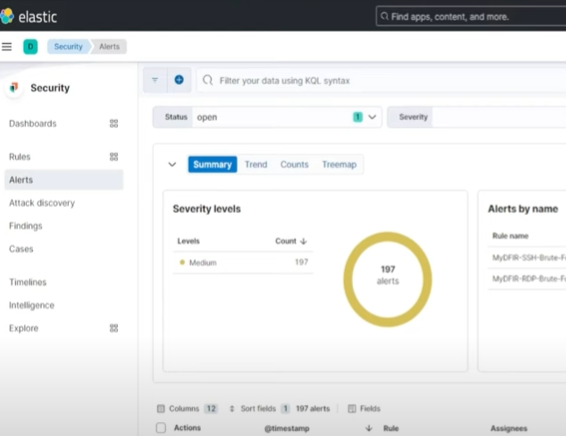 elastic
Find apps, content, and more.
D Security Alerts
Security
Filter your data using KQL syntax
Dashboards
Status open 1 Severity
Rules
Alerts
Attack discovery
Findings
Cases
Timelines
Intelligence
Explore
Summary Trend Counts Treemap
Severity levels
Levels Count
Medium 197
197
alerts
Alerts by name
Rule name
MyDFIR-SSH-Brute-F
MyDFIR-RDP-Brute-F
Columns 12 Sort fields 1 197 alerts Fields
Actions @timestamp Rule Assignees